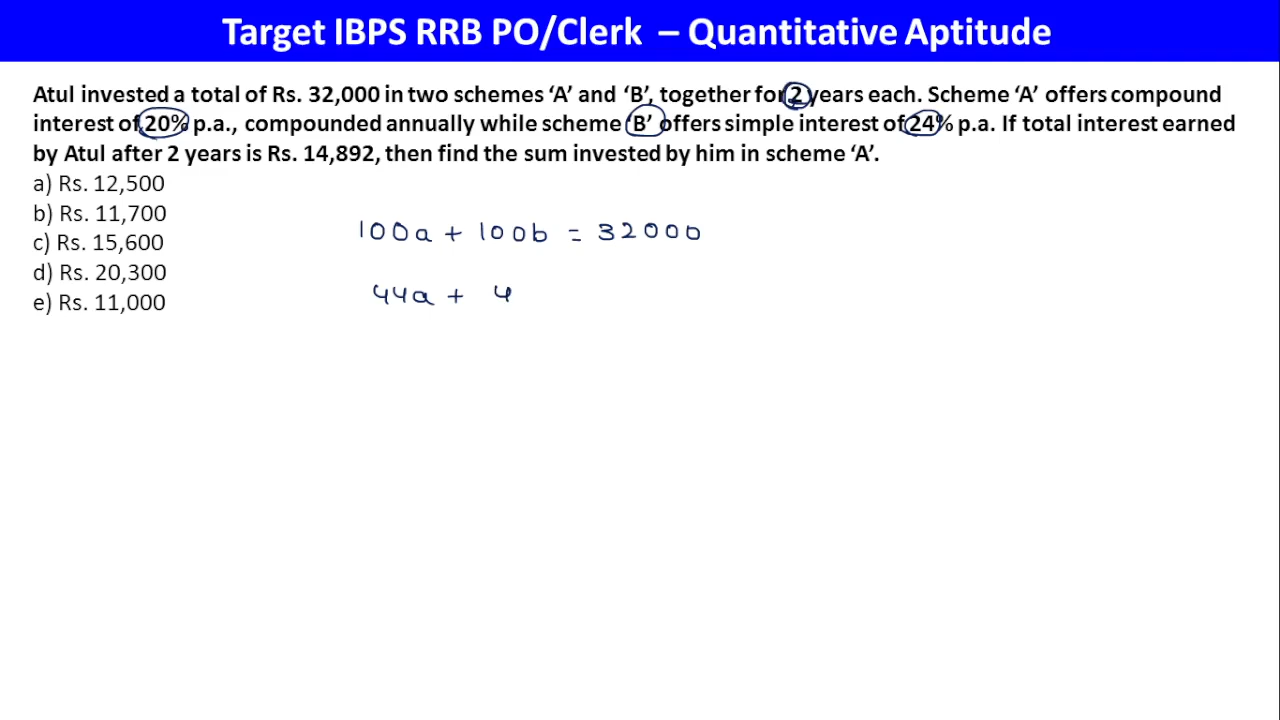 Target IBPS RRB PO/Clerk – Quantitative Aptitude
Atul invested a total of Rs. 32,000 in two schemes ‘A’ and ‘B’, together for 2 years each. Scheme ‘A’ offers compound
interest of 20% p.a., compounded annually while scheme ‘B’ offers simple interest of 24% p.a. If total interest earned
by Atul after 2 years is Rs. 14,892, then find the sum invested by him in scheme ‘A’.
a) Rs. 12,500
b) Rs. 11,700
c) Rs. 15,600
d) Rs. 20,300
e) Rs. 11,000
100a + 100b = 32000
44a + 4